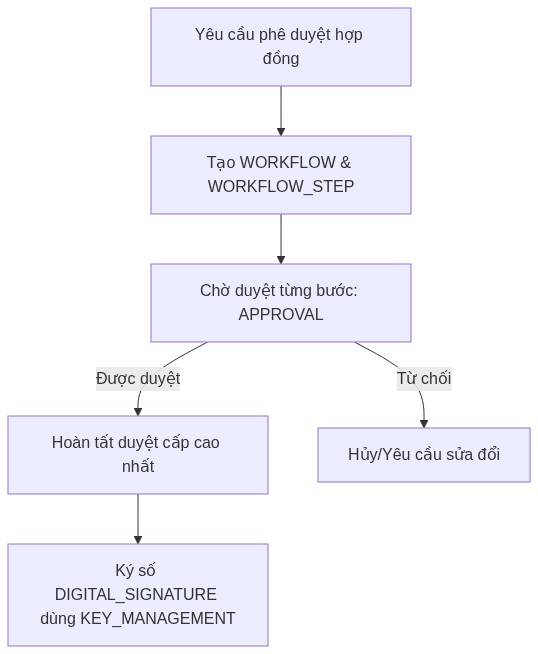 Yêu cầu phê duyệt hợp
đồng
Tạo WORKFLOW &
WORKFLOW_STEP
Chờ duyệt từng bước:
APPROVAL
Được duyệt
Từ chối
Hoàn tất duyệt cấp cao
nhất
Hủy/Yêu cầu sửa đổi
Ký số
DIGITAL_SIGNATURE
dùng KEY_MANAGEMENT